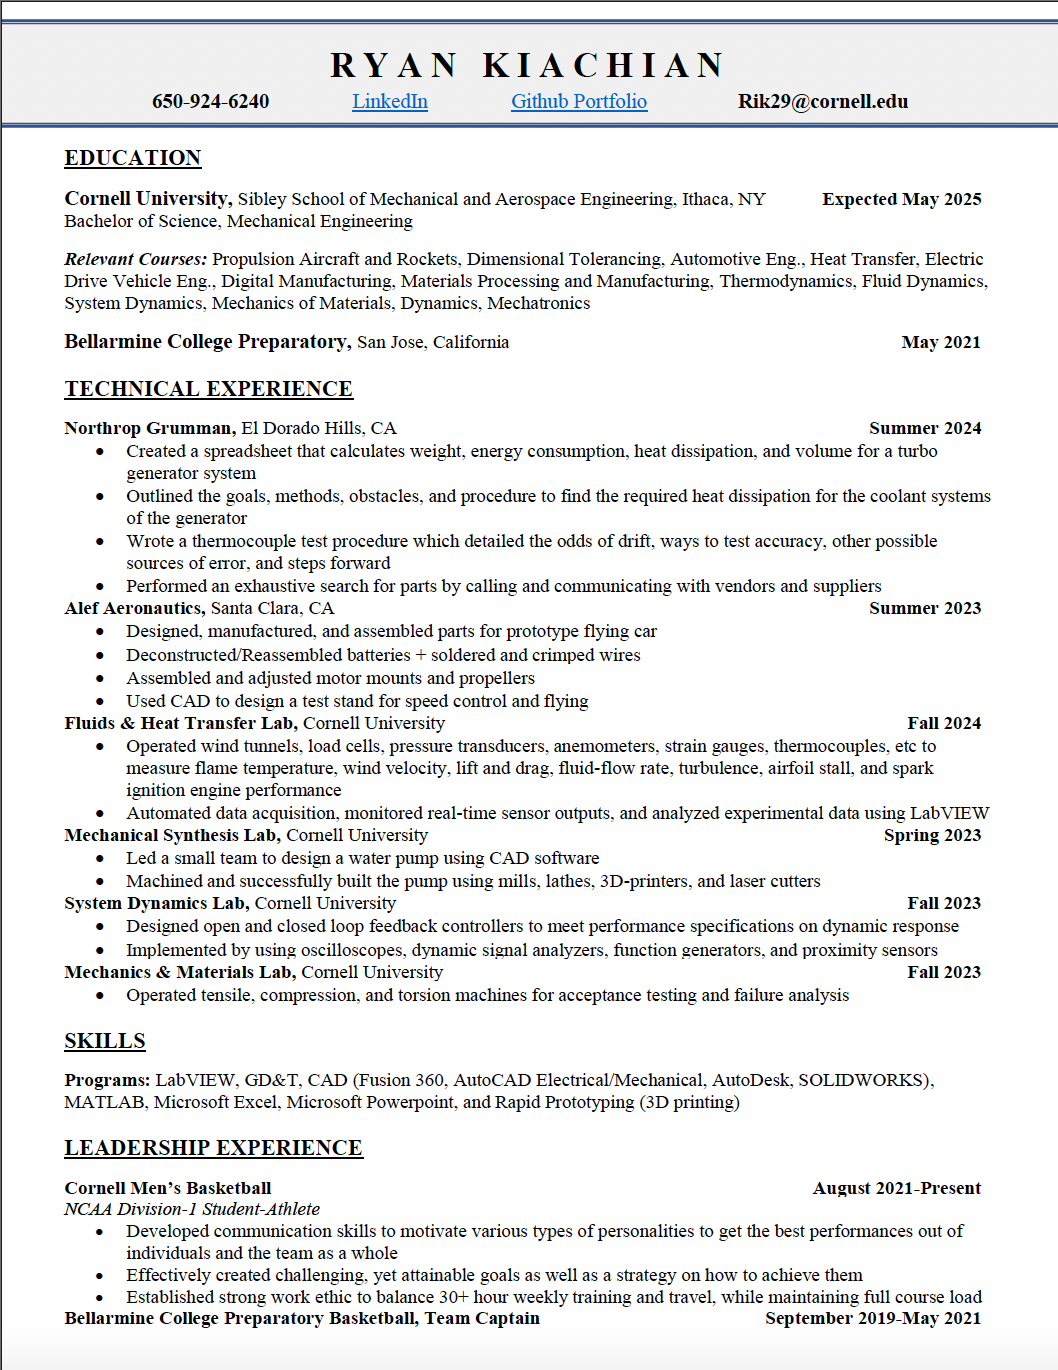 RYAN KIACHIAN
650-924-6240 LinkedIn Github Portfolio Rik29@cornell.edu
EDUCATION
Cornell University, Sibley School of Mechanical and Aerospace Engineering, Ithaca, NY Expected May 2025
Bachelor of Science, Mechanical Engineering
Relevant Courses: Propulsion Aircraft and Rockets, Dimensional Tolerancing, Automotive Eng., Heat Transfer, Electric
Drive Vehicle Eng., Digital Manufacturing, Materials Processing and Manufacturing, Thermodynamics, Fluid Dynamics,
System Dynamics, Mechanics of Materials, Dynamics, Mechatronics
Bellarmine College Preparatory, San Jose, California May 2021
TECHNICAL EXPERIENCE
Northrop Grumman, El Dorado Hills, CA Summer 2024
• Created a spreadsheet that calculates weight, energy consumption, heat dissipation, and volume for a turbo
generator system
• Outlined the goals, methods, obstacles, and procedure to find the required heat dissipation for the coolant systems
of the generator
• Wrote a thermocouple test procedure which detailed the odds of drift, ways to test accuracy, other possible
sources of error, and steps forward
• Performed an exhaustive search for parts by calling and communicating with vendors and suppliers
Alef Aeronautics, Santa Clara, CA Summer 2023
• Designed, manufactured, and assembled parts for prototype flying car
• Deconstructed/Reassembled batteries + soldered and crimped wires
• Assembled and adjusted motor mounts and propellers
• Used CAD to design a test stand for speed control and flying
Fluids & Heat Transfer Lab, Cornell University Fall 2024
• Operated wind tunnels, load cells, pressure transducers, anemometers, strain gauges, thermocouples, etc to
measure flame temperature, wind velocity, lift and drag, fluid-flow rate, turbulence, airfoil stall, and spark
ignition engine performance
• Automated data acquisition, monitored real-time sensor outputs, and analyzed experimental data using LabVIEW
Mechanical Synthesis Lab, Cornell University Spring 2023
• Led a small team to design a water pump using CAD software
• Machined and successfully built the pump using mills, lathes, 3D-printers, and laser cutters
System Dynamics Lab, Cornell University Fall 2023
• Designed open and closed loop feedback controllers to meet performance specifications on dynamic response
• Implemented by using oscilloscopes, dynamic signal analyzers, function generators, and proximity sensors
Mechanics & Materials Lab, Cornell University Fall 2023
• Operated tensile, compression, and torsion machines for acceptance testing and failure analysis
SKILLS
Programs: LabVIEW, GD&T, CAD (Fusion 360, AutoCAD Electrical/Mechanical, AutoDesk, SOLIDWORKS),
MATLAB, Microsoft Excel, Microsoft Powerpoint, and Rapid Prototyping (3D printing)
LEADERSHIP EXPERIENCE
Cornell Men's Basketball August 2021-Present
NCAA Division-1 Student-Athlete
• Developed communication skills to motivate various types of personalities to get the best performances out of
individuals and the team as a whole
• Effectively created challenging, yet attainable goals as well as a strategy on how to achieve them
• Established strong work ethic to balance 30+ hour weekly training and travel, while maintaining full course load
Bellarmine College Preparatory Basketball, Team Captain September 2019-May 2021